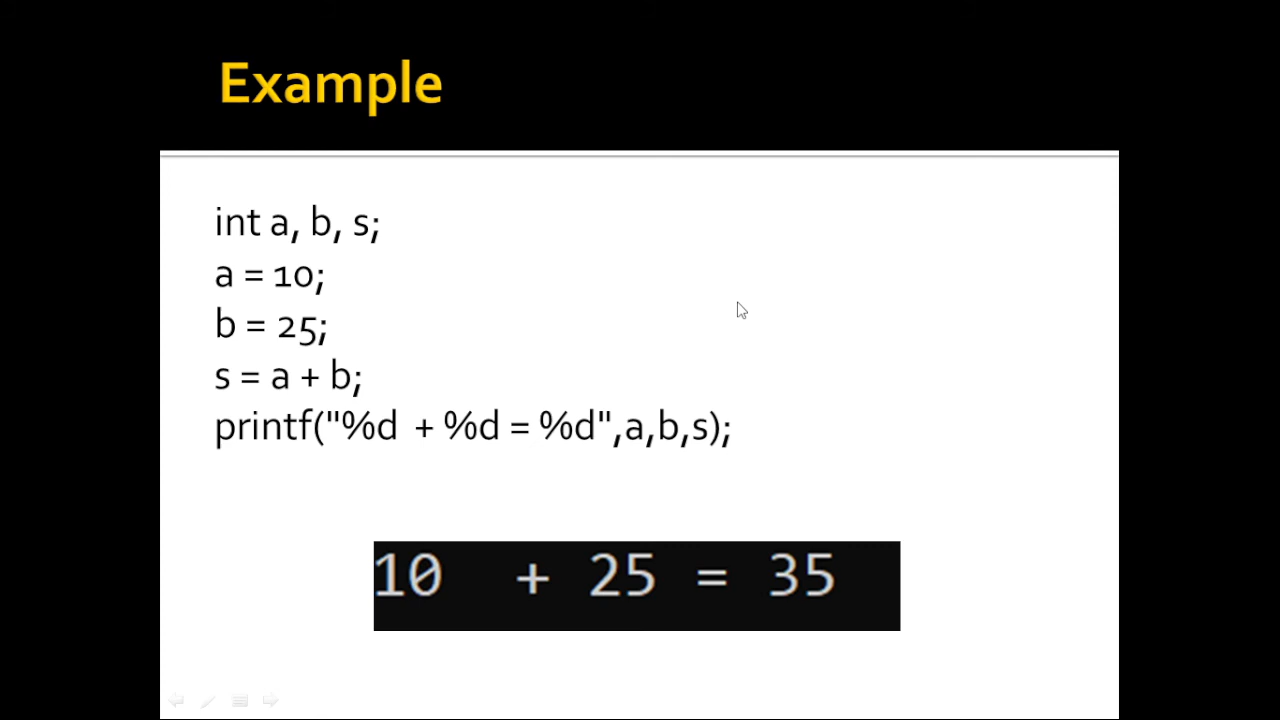 Example
int a, b, s;
a = 10;
b = 25;
s = a + b;
printf("%d  + %d = %d",a,b,s);
10  + 25 = 35